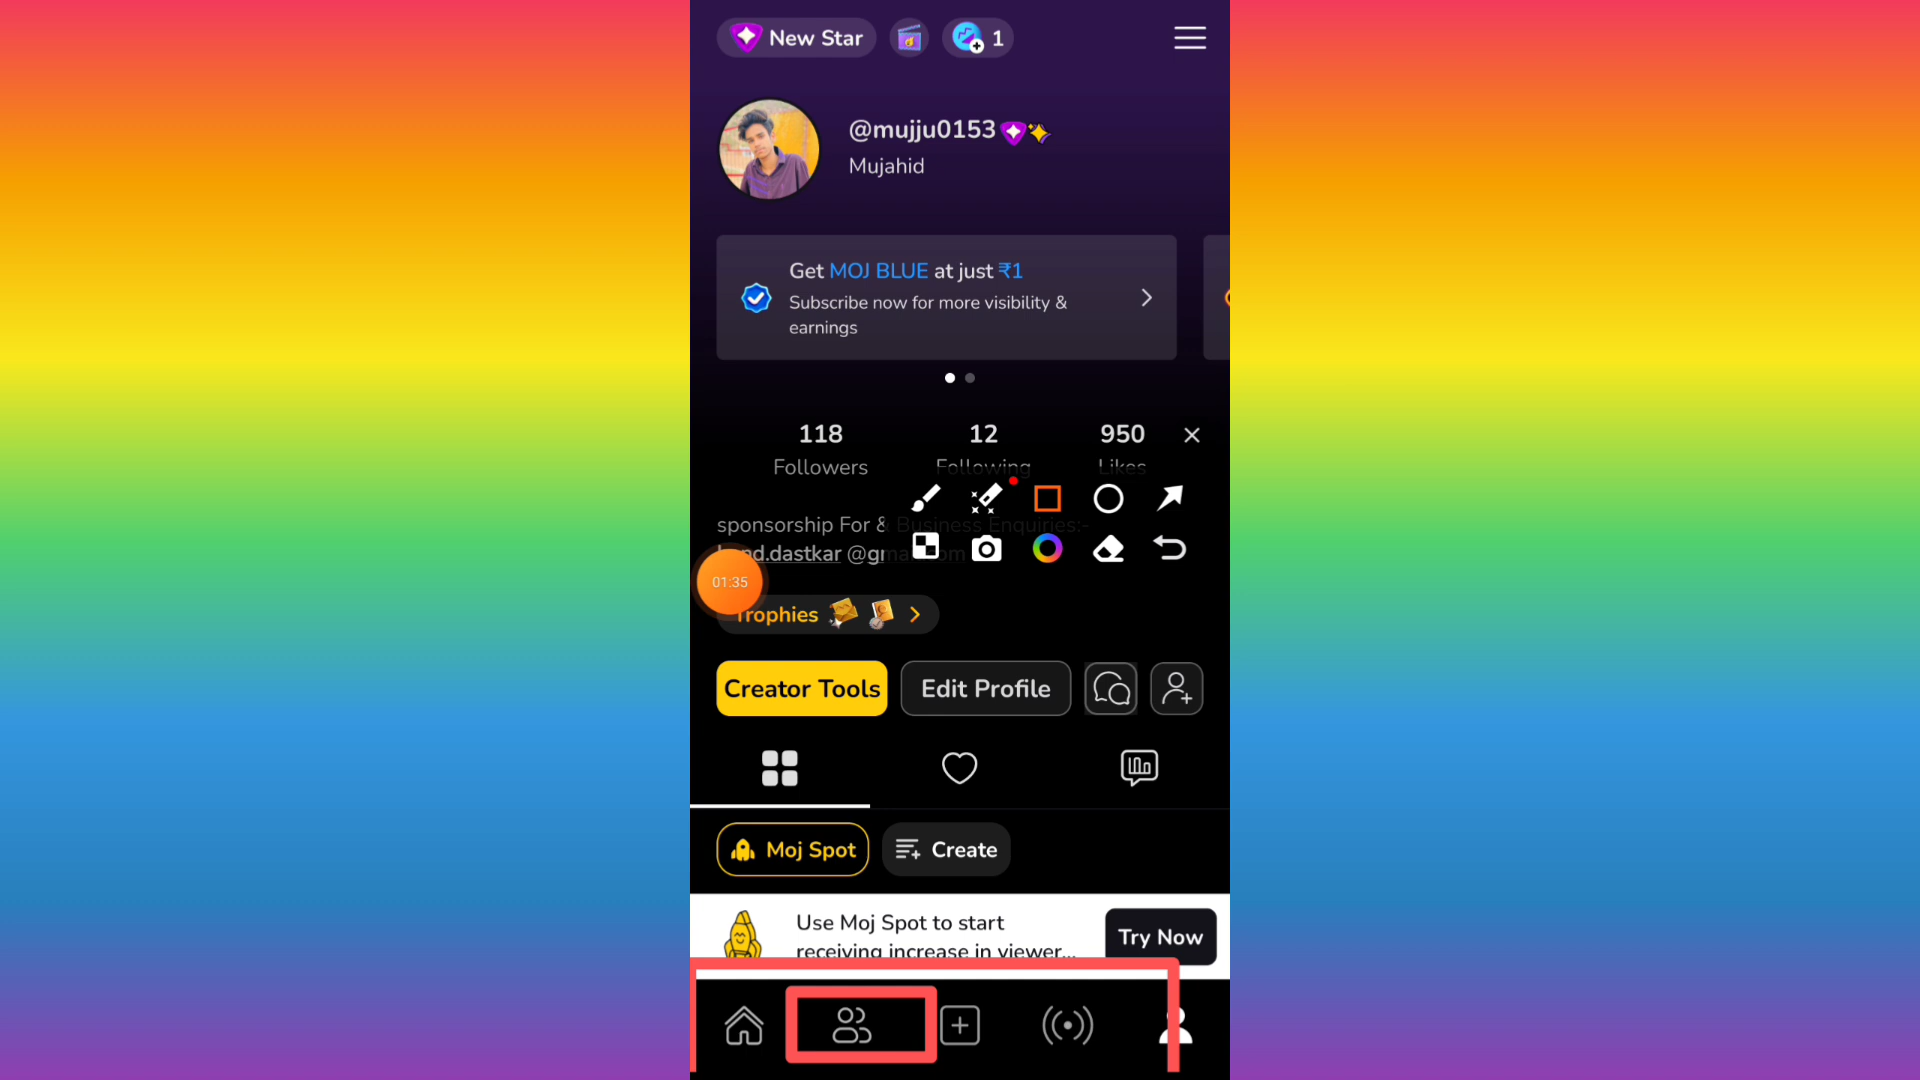 New Star
1
@mujju0153
Mujahid
Get MOJ BLUE at just ₹1
Subscribe now for more visibility &
earnings
118 12 950
Followers Following Likes
sponsorship For & Business Enquiries:-
01:35
Trophies
Creator Tools Edit Profile
Moj Spot Create
Use Moj Spot to start
receiving increase in viewer...
Try Now